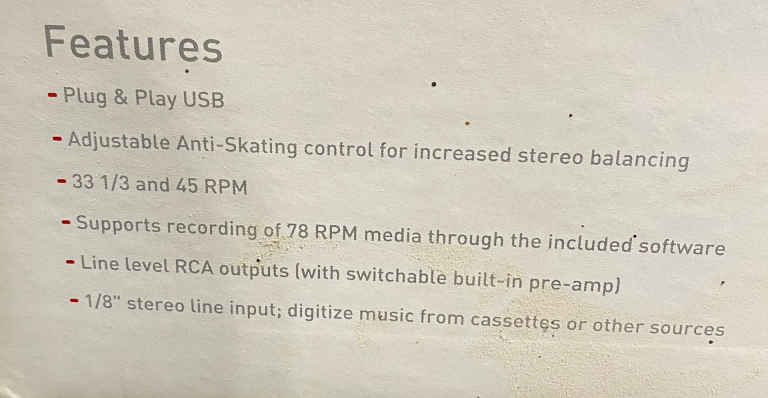 Features
- Plug & Play USB
- Adjustable Anti-Skating control for increased stereo balancing
- 33 1/3 and 45 RPM
- Supports recording of 78 RPM media through the included software
- Line level RCA outputs (with switchable built-in pre-amp)
- 1/8" stereo line input; digitize music from cassettes or other sources